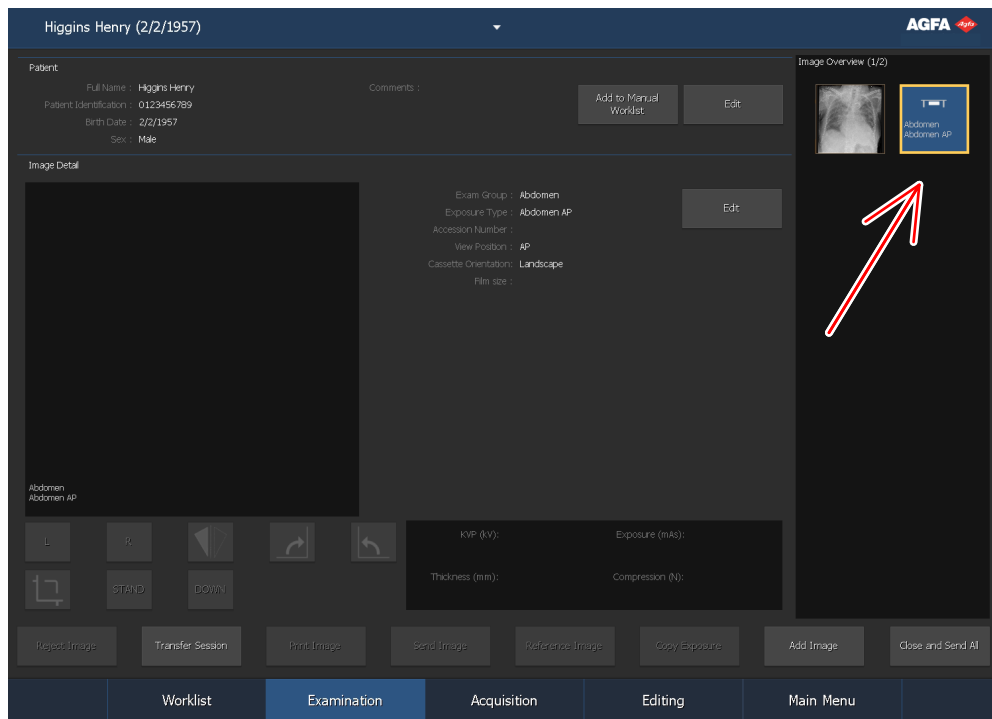 Higgins Henry (2/2/1957)
AGFA
Agfa
Patient
Full Name : Higgins Henry
Comments :
Patient Identification : 0123456789
Birth Date : 2/2/1957
Sex : Male
Add to Manual
Worklist
Edit
Image Overview (1/2)
Abdomen
Abdomen AP
Image Detail
Exam Group : Abdomen
Exposure Type : Abdomen AP
Accession Number :
View Position : AP
Cassette Orientation: Landscape
Film size :
Edit
Abdomen
Abdomen AP
L
R
STAND
DOWN
KVP (kV):
Exposure (mAs):
Thickness (mm):
Compression (N):
Reject Image
Transfer Session
Print Image
Send Image
Reference Image
Copy Exposure
Add Image
Close and Send All
Worklist
Examination
Acquisition
Editing
Main Menu